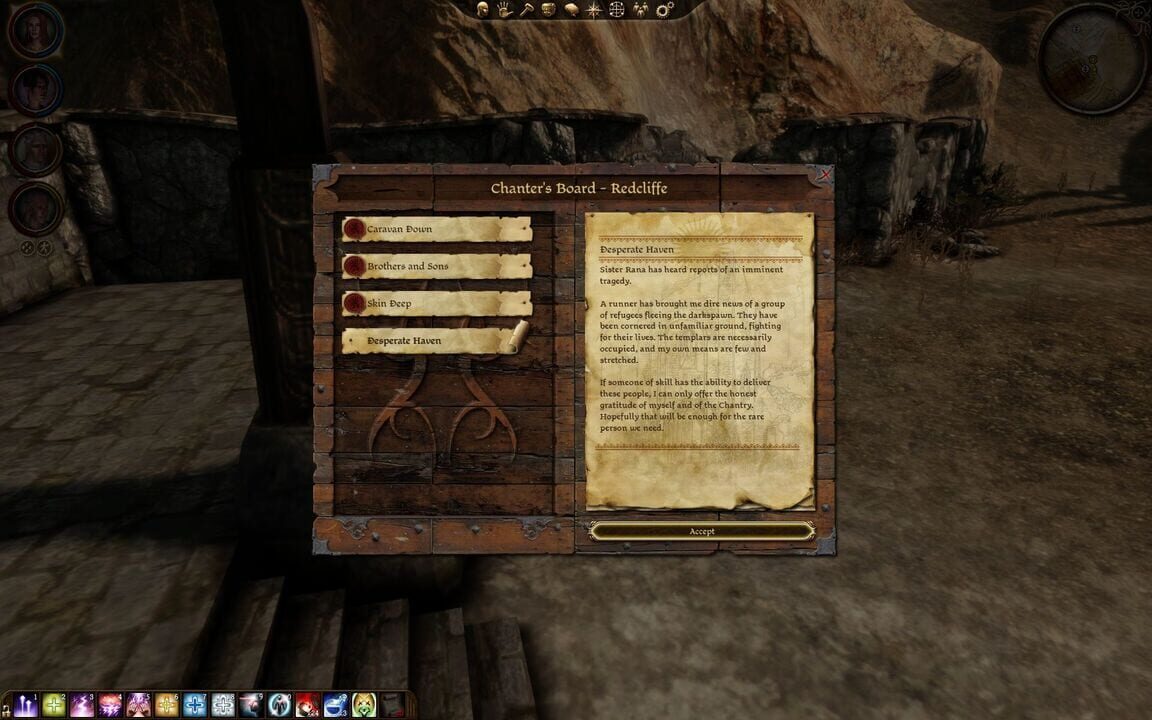 Chanter's Board - Redcliffe
Caravan Down
Brothers and Sons
Skin Deep
Desperate Haven
Desperate Haven
Sister Rana has heard reports of an imminent
tragedy.
A runner has brought me dire news of a group
of refugees fleeing the darkspawn. They have
been cornered in unfamiliar ground, fighting
for their lives. The templars are necessarily
occupied, and my own means are few and
stretched.
If someone of skill has the ability to deliver
these people, I can only offer the honest
gratitude of myself and of the Chantry.
Hopefully that will be enough for the rare
person we need.
Accept